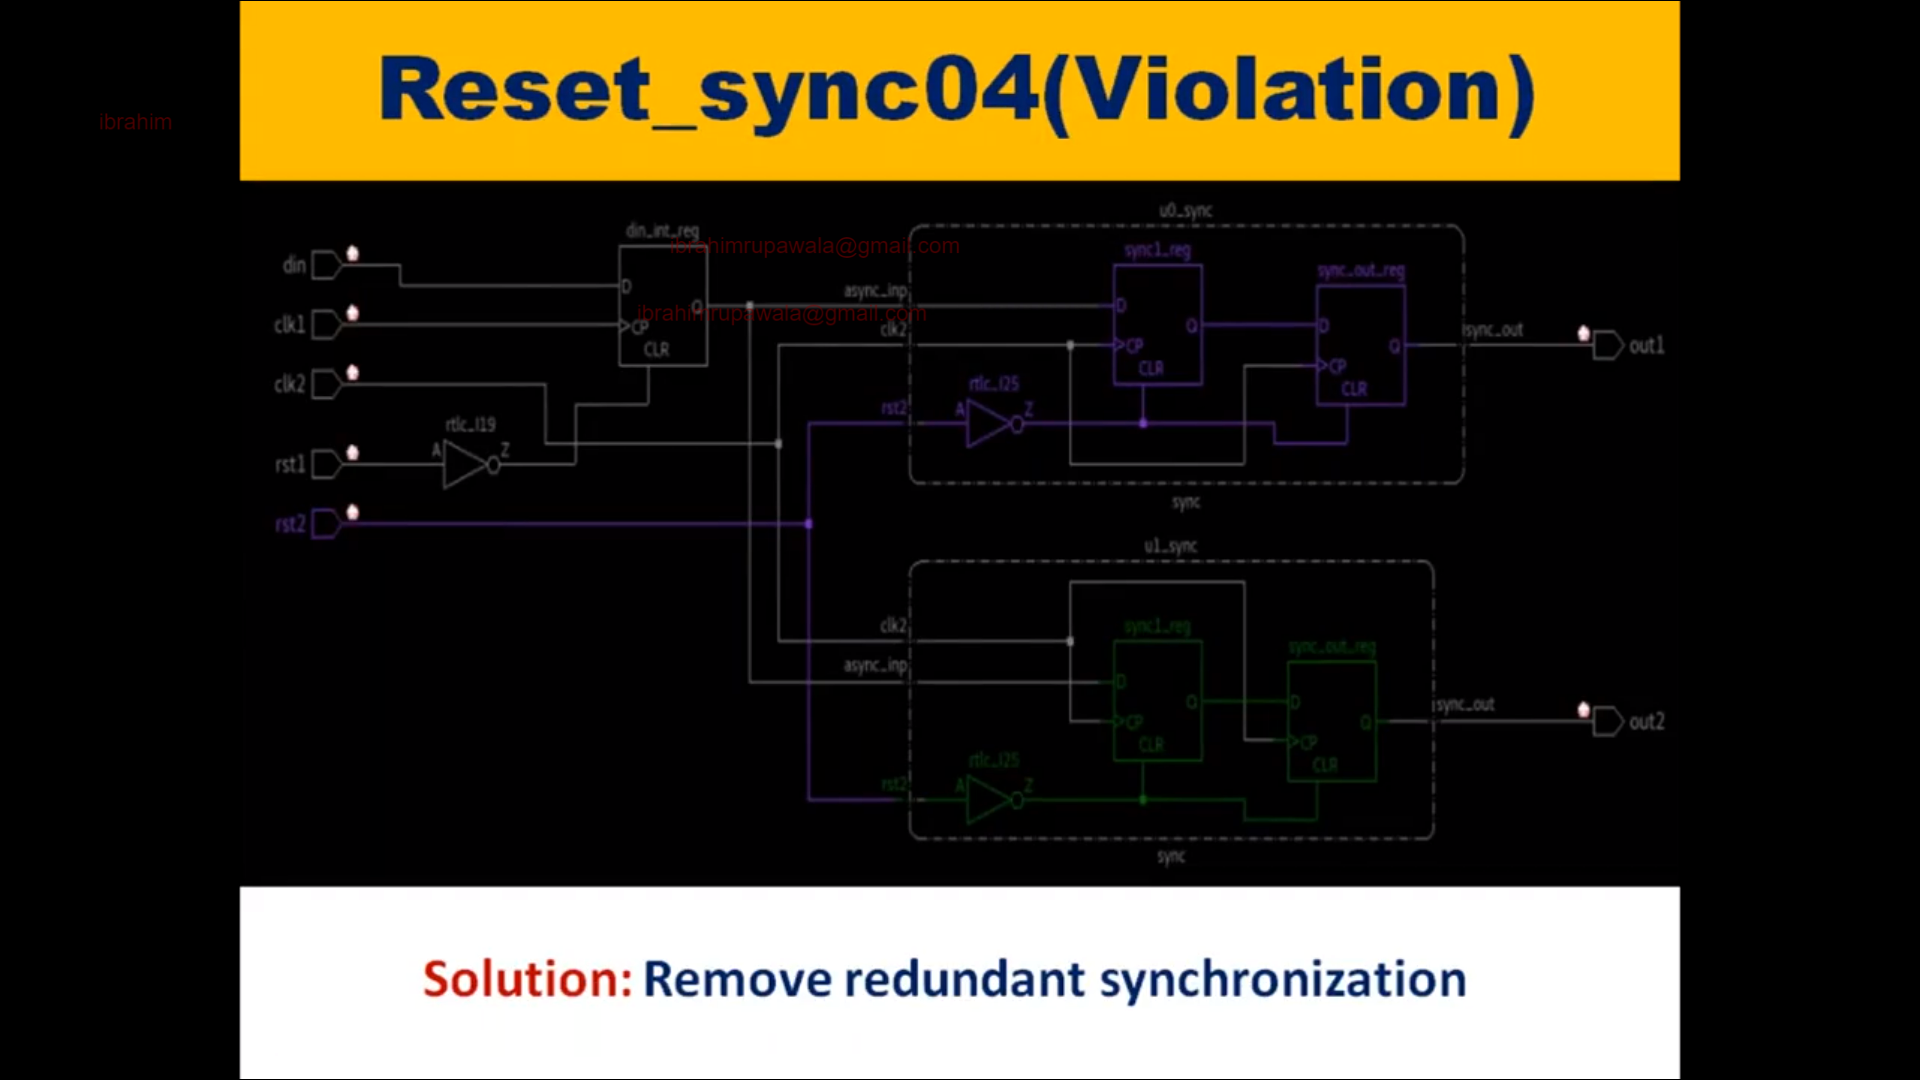 Reset_sync04(Violation)
ibrahim
u0_sync
din_int_reg
ibrahimrupawala@gmail.com
sync1_reg
din
D
sync_out_reg
async_inp
D
Q
ibrahimrupawala@gmail.com
clk1
CP
clk2
Q
D
sync_out
CP
Q
out1
CLR
CLR
CP
clk2
rtlc_I25
CLR
rst2
A
Z
rtlc_I19
A
Z
rst1
sync
rst2
u1_sync
clk2
sync1_reg
sync_out_reg
async_inp
D
Q
D
sync_out
CP
Q
out2
CLR
CP
rtlc_I25
CLR
rst2
A
Z
sync
Solution: Remove redundant synchronization